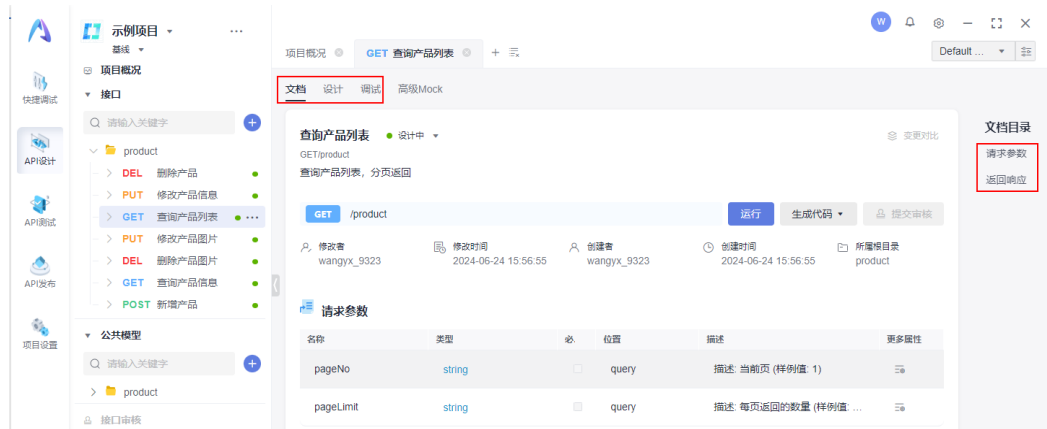 示例项目
基线
W
项目概况
GET 查询产品列表
Default ...
快捷调试
API设计
API测试
API发布
项目设置
项目概况
接口
请输入关键字
product
DEL 删除产品
PUT 修改产品信息
GET 查询产品列表
PUT 修改产品图片
DEL 删除产品图片
GET 查询产品信息
POST 新增产品
公共模型
请输入关键字
product
接口审核
文档 设计 调试 高级Mock
查询产品列表 设计中
变更对比
GET/product
查询产品列表，分页返回
GET /product
运行 生成代码 提交审核
修改者 修改时间 创建者 创建时间 所属根目录
wangyx_9323 2024-06-24 15:56:55 wangyx_9323 2024-06-24 15:56:55 product
请求参数
名称 类型 必. 位置 描述 更多属性
pageNo string query 描述: 当前页 (样例值: 1)
pageLimit string query 描述: 每页返回的数量 (样例值: ...
文档目录
请求参数
返回响应